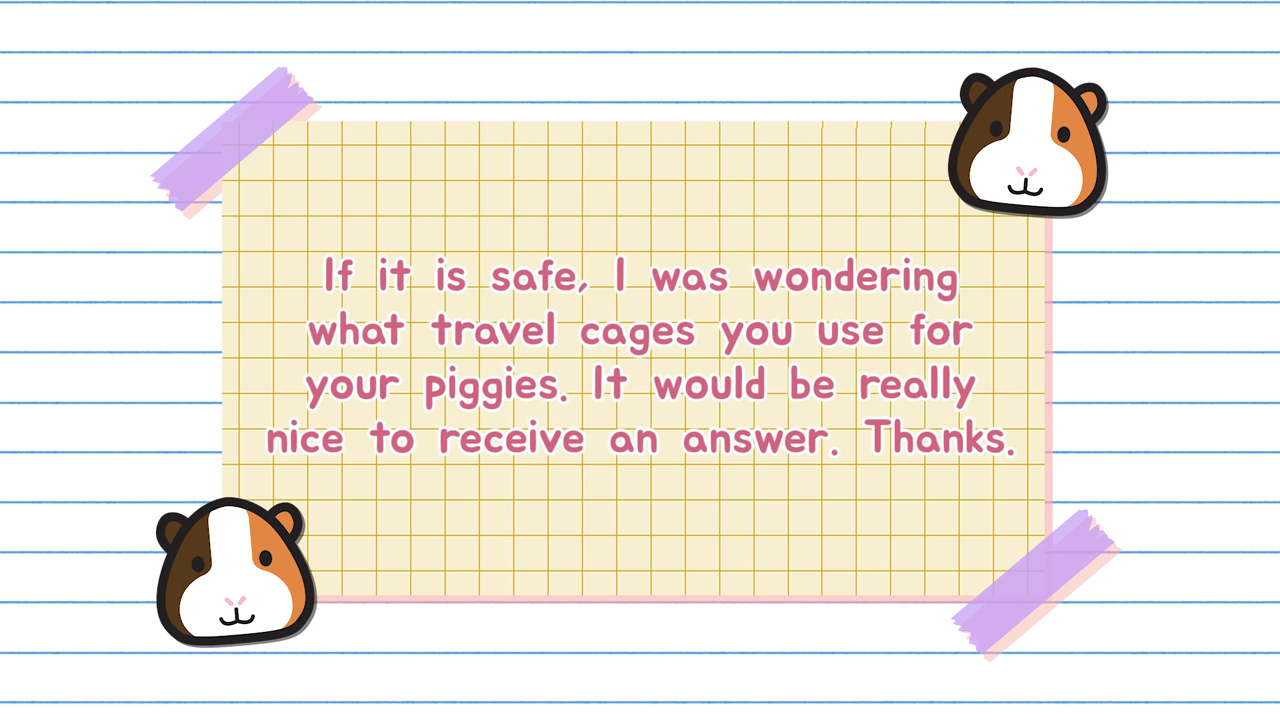 If it is safe, I was wondering
what travel cages you use for
your piggies. It would be really
nice to receive an answer. Thanks.